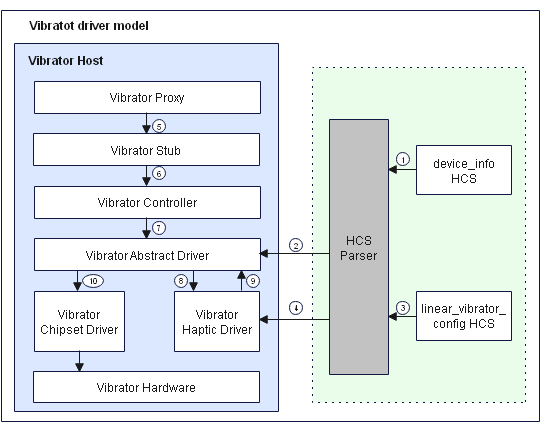 Vibratot driver model
Vibrator Host
Vibrator Proxy
5
Vibrator Stub
6
Vibrator Controller
7
Vibrator Abstract Driver
10
8
9
Vibrator
Chipset Driver
Vibrator
Haptic Driver
Vibrator Hardware
2
4
HCS
Parser
1
device_info
HCS
3
linear_vibrator_
config HCS